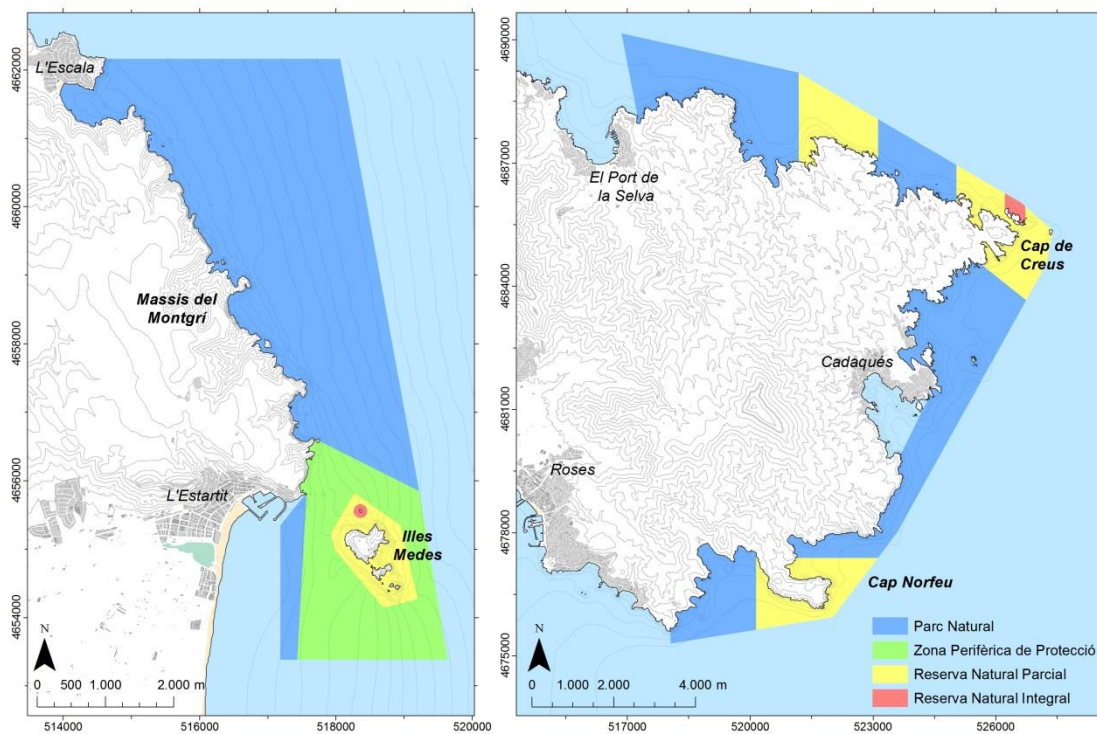 L'Escala
Massis del
Montgrí
L'Estartit
Illes
Medes
N
0 500 1.000 2.000 m
4662000
4660000
4658000
4656000
4654000
514000 516000 518000 520000
El Port de
la Selva
Cap de
Creus
Cadaqués
Roses
Cap Norfeu
Parc Natural
Zona Perifèrica de Protecció
Reserva Natural Parcial
Reserva Natural Integral
N
0 1.000 2.000 4.000 m
4690000
4687000
4684000
4681000
4678000
4675000
517000 520000 523000 526000